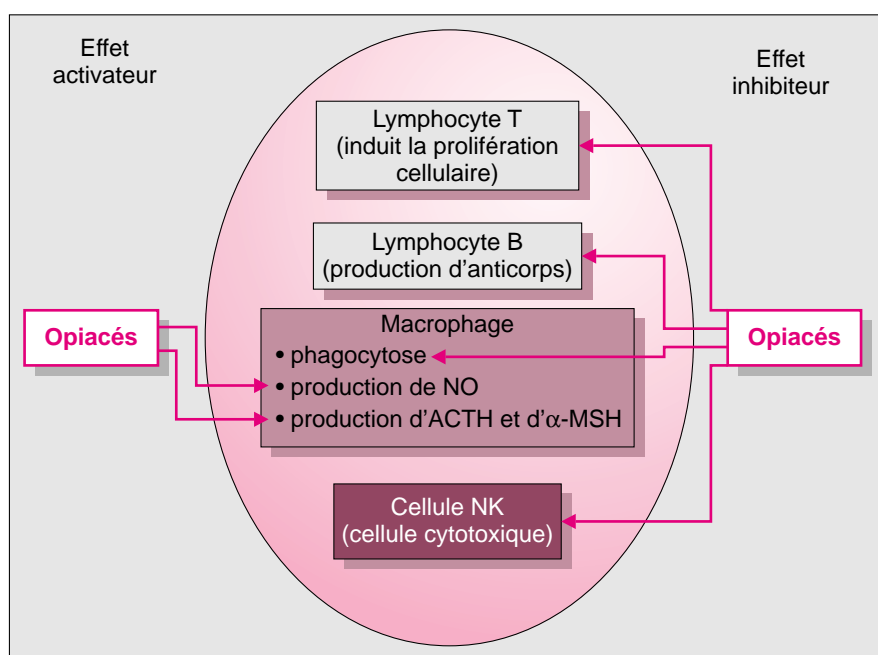 Effet
activateur
Effet
inhibiteur
Lymphocyte T
(induit la prolifération
cellulaire)
Lymphocyte B
(production d'anticorps)
Opiacés
Macrophage
• phagocytose
• production de NO
• production d'ACTH et d'α-MSH
Opiacés
Cellule NK
(cellule cytotoxique)